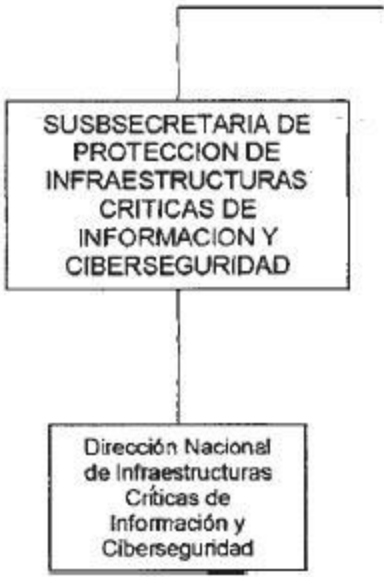 SUSBSECRETARIA DE
PROTECCION DE
INFRAESTRUCTURAS
CRITICAS DE
INFORMACION Y
CIBERSEGURIDAD
Dirección Nacional
de Infraestructuras
Críticas de
Información y
Ciberseguridad